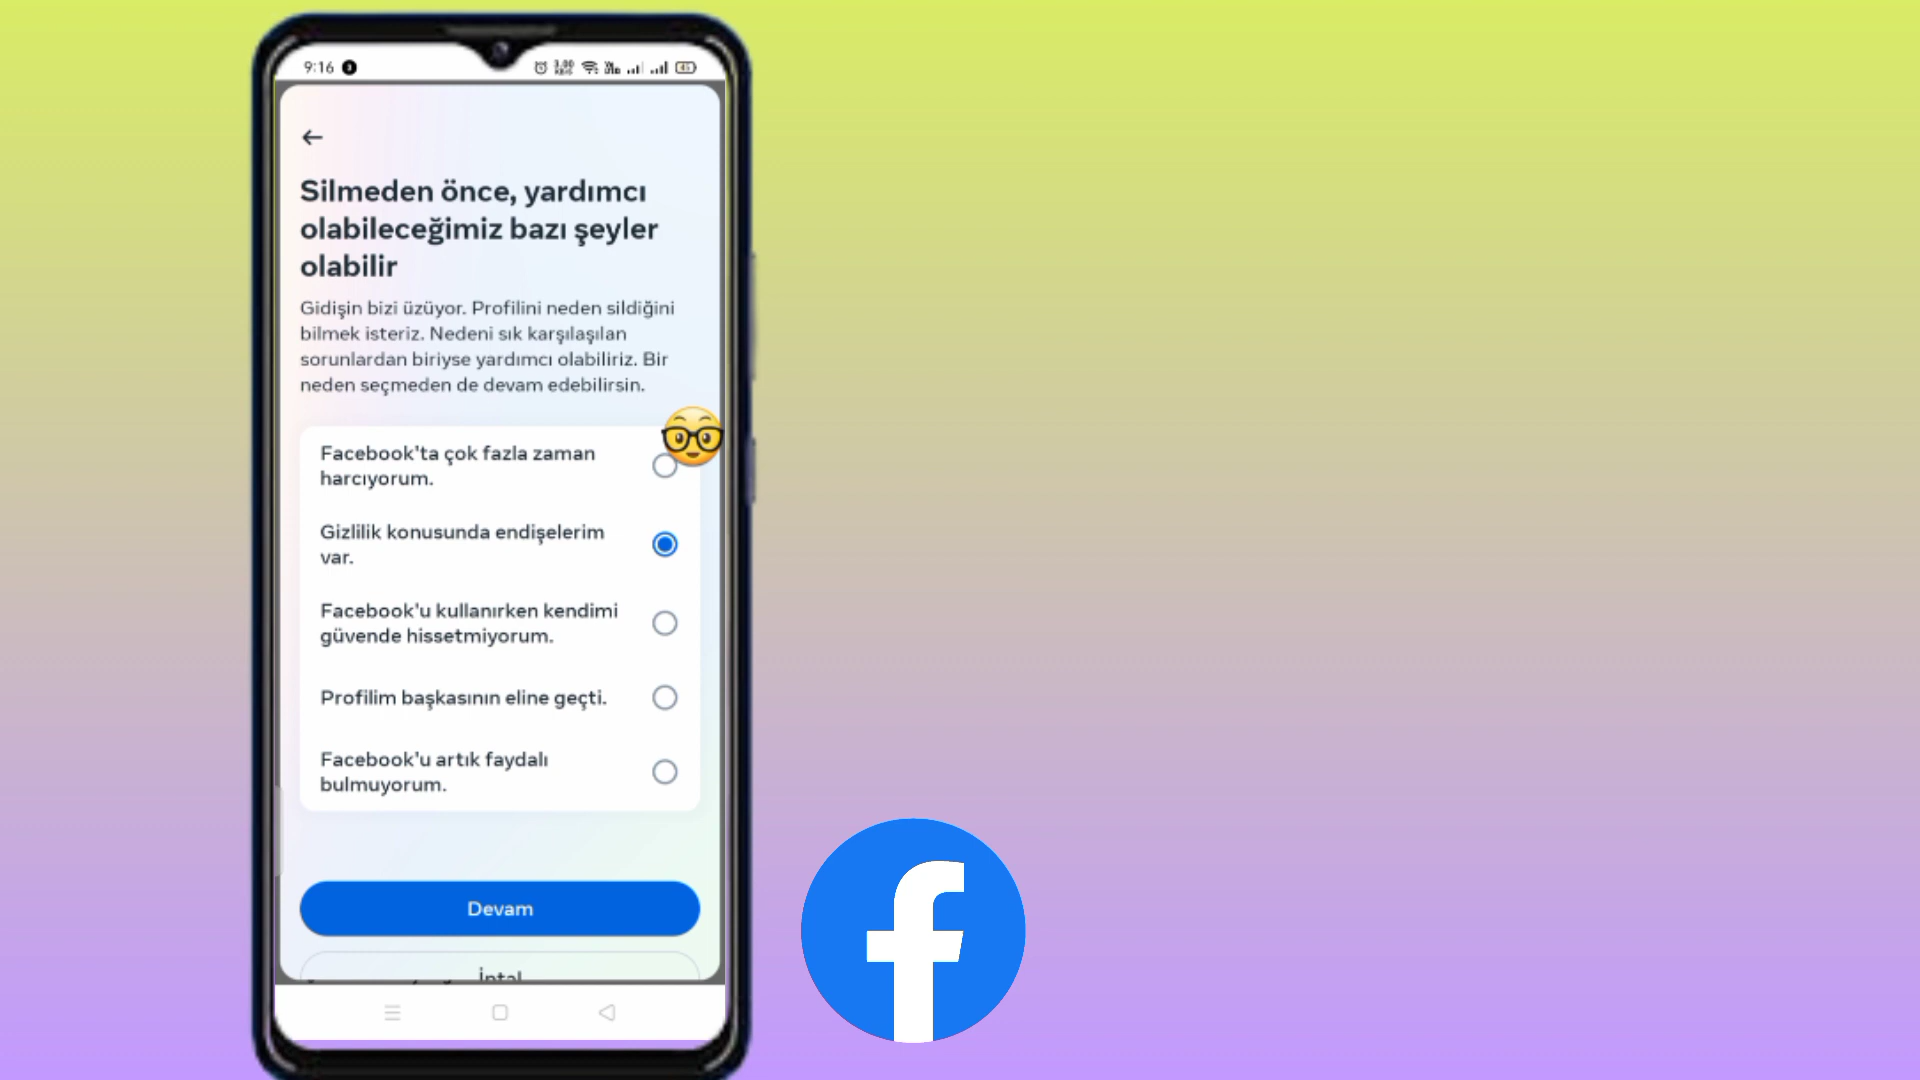 9:16
Silmeden önce, yardımcı
olabileceğimiz bazı şeyler
olabilir
Gidişin bizi üzüyor. Profilini neden sildiğini
bilmek isteriz. Nedeni sık karşılaşılan
sorunlardan biriyse yardımcı olabiliriz. Bir
neden seçmeden de devam edebilirsin.
Facebook'ta çok fazla zaman
harcıyorum.
Gizlilik konusunda endişelerim
var.
Facebook'u kullanırken kendimi
güvende hissetmiyorum.
Profilim başkasının eline geçti.
Facebook'u artık faydalı
bulmuyorum.
Devam
İptal